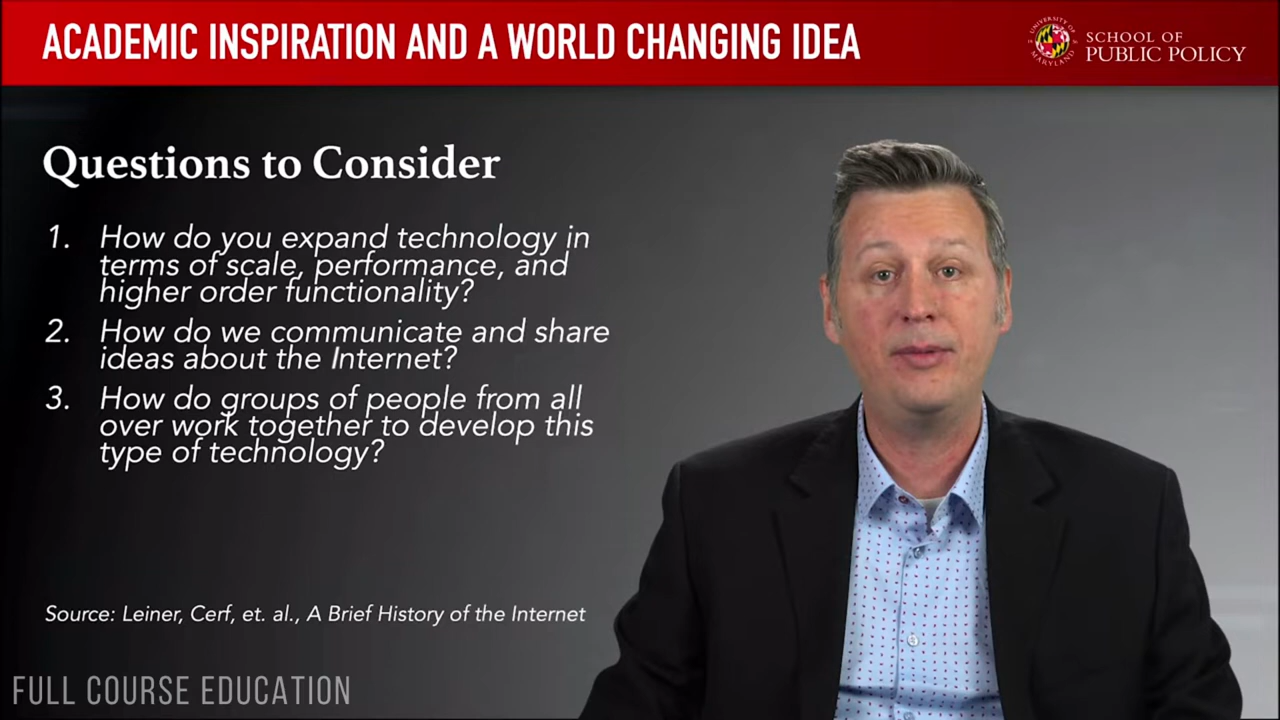 ACADEMIC INSPIRATION AND A WORLD CHANGING IDEA
UNIVERSITY OF
MARYLAND
SCHOOL OF
PUBLIC POLICY
Questions to Consider
1. How do you expand technology in
terms of scale, performance, and
higher order functionality?
2. How do we communicate and share
ideas about the Internet?
3. How do groups of people from all
over work together to develop this
type of technology?
Source: Leiner, Cerf, et. al., A Brief History of the Internet
FULL COURSE EDUCATION